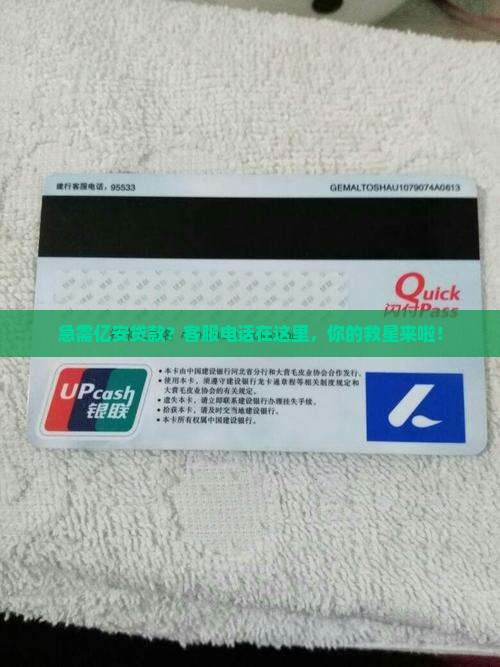 建行客服电话:95533 GEMALTOSHAU1079074A0613
Quick
闪付Pass
急需亿安贷款?客服电话在这里,你的救星来啦!
• 本卡由中国建设银行河北省分行和大营毛皮业协会合作发行。
• 使用本卡,须遵守建设银行龙卡通章程等相关制度规定和
大营毛皮业协会的有关规定。
• 遗失本卡,请立即联系建设银行办理挂失手续。
• 拾获本卡,请及时交当地建设银行。
• 本卡所有权属中国建设银行。
UPcash
银联